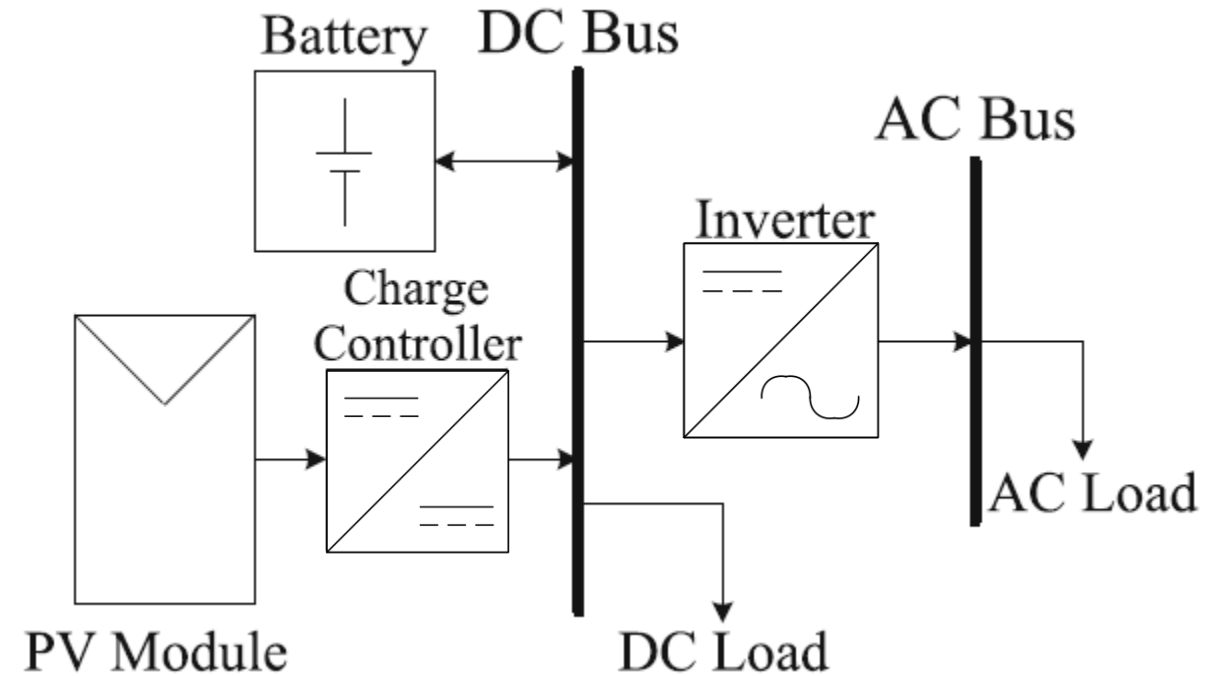 Battery
DC Bus
AC Bus
Inverter
Charge
Controller
AC Load
PV Module
DC Load